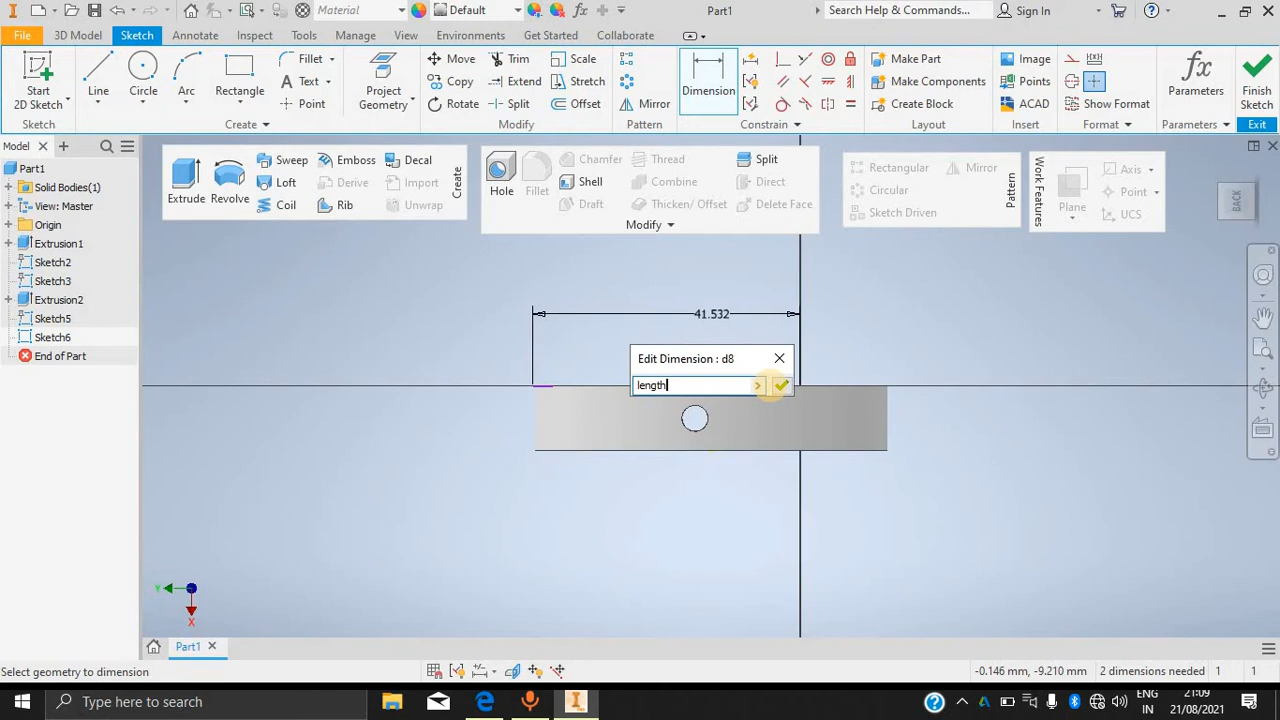 Material
Default
Part1
Search Help & Commands...
Sign In
File
3D Model
Sketch
Annotate
Inspect
Tools
Manage
View
Environments
Get Started
Collaborate
Start
2D Sketch
Line
Circle
Arc
Rectangle
Fillet
Text
Point
Project
Geometry
Move
Copy
Rotate
Trim
Extend
Split
Scale
Stretch
Offset
Mirror
Dimension
Make Part
Make Components
Create Block
Image
Points
ACAD
Show Format
Parameters
Finish
Sketch
Sketch
Create
Modify
Pattern
Constrain
Layout
Insert
Format
Parameters
Exit
Model
Part1
Solid Bodies(1)
View: Master
Origin
Extrusion1
Sketch2
Sketch3
Extrusion2
Sketch5
Sketch6
End of Part
Extrude
Revolve
Sweep
Loft
Coil
Emboss
Derive
Rib
Decal
Import
Unwrap
Create
Hole
Fillet
Chamfer
Shell
Draft
Thread
Combine
Thicken/ Offset
Split
Direct
Delete Face
Modify
Rectangular
Mirror
Circular
Sketch Driven
Pattern
Work Features
Plane
Axis
Point
UCS
BACK
41.532
Edit Dimension : d8
length
Y
X
Part1
Select geometry to dimension
-0.146 mm, -9.210 mm
2 dimensions needed
1
1
Type here to search
ENG
IN
21:09
21/08/2021